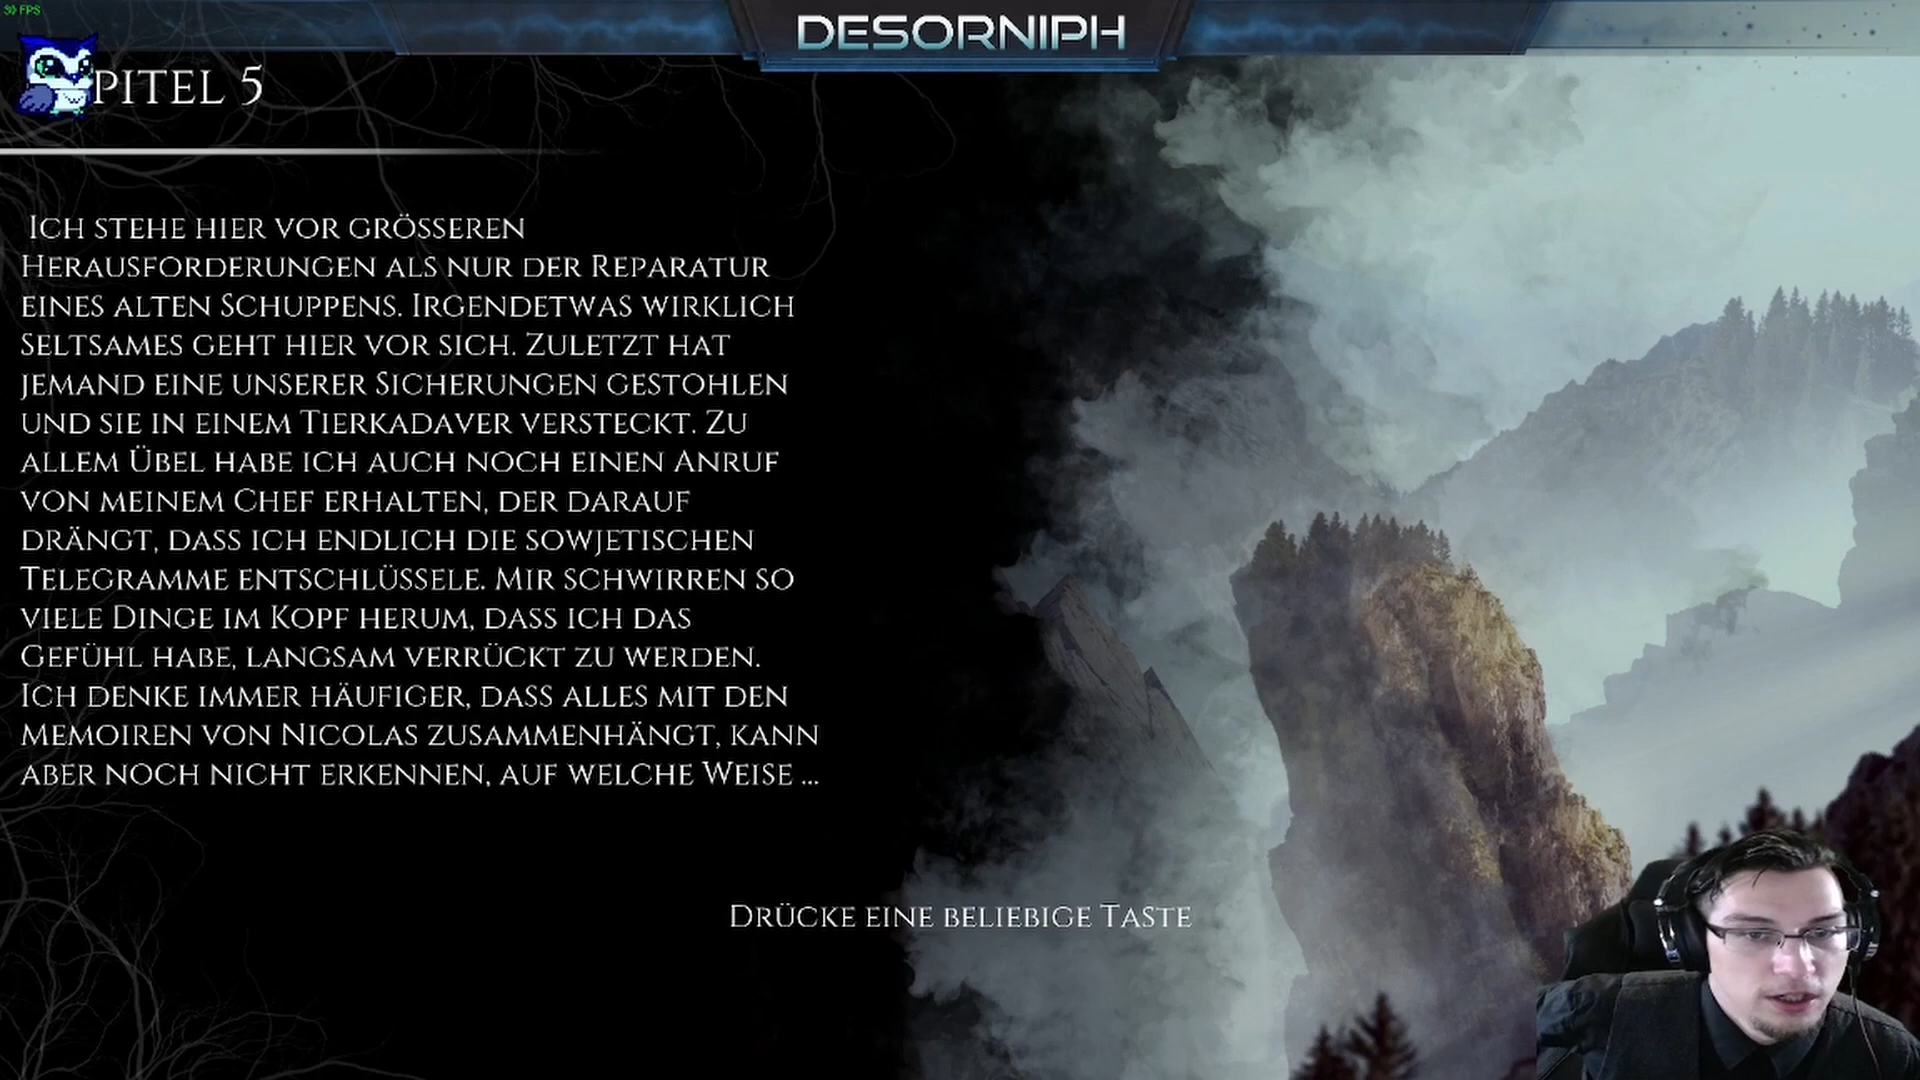 30 FPS
DESORNIPH
PITEL 5
Ich stehe hier vor grösseren
Herausforderungen als nur der Reparatur
eines alten Schuppens. Irgendetwas wirklich
Seltsames geht hier vor sich. Zuletzt hat
jemand eine unserer Sicherungen gestohlen
und sie in einem Tierkadaver versteckt. Zu
allem Übel habe ich auch noch einen Anruf
von meinem Chef erhalten, der darauf
drängt, dass ich endlich die sowjetischen
Telegramme entschlüssele. Mir schwirren so
viele Dinge im Kopf herum, dass ich das
Gefühl habe, langsam verrückt zu werden.
Ich denke immer häufiger, dass alles mit den
Memoiren von Nicolas zusammenhängt, kann
aber noch nicht erkennen, auf welche Weise ...
Drücke eine beliebige Taste